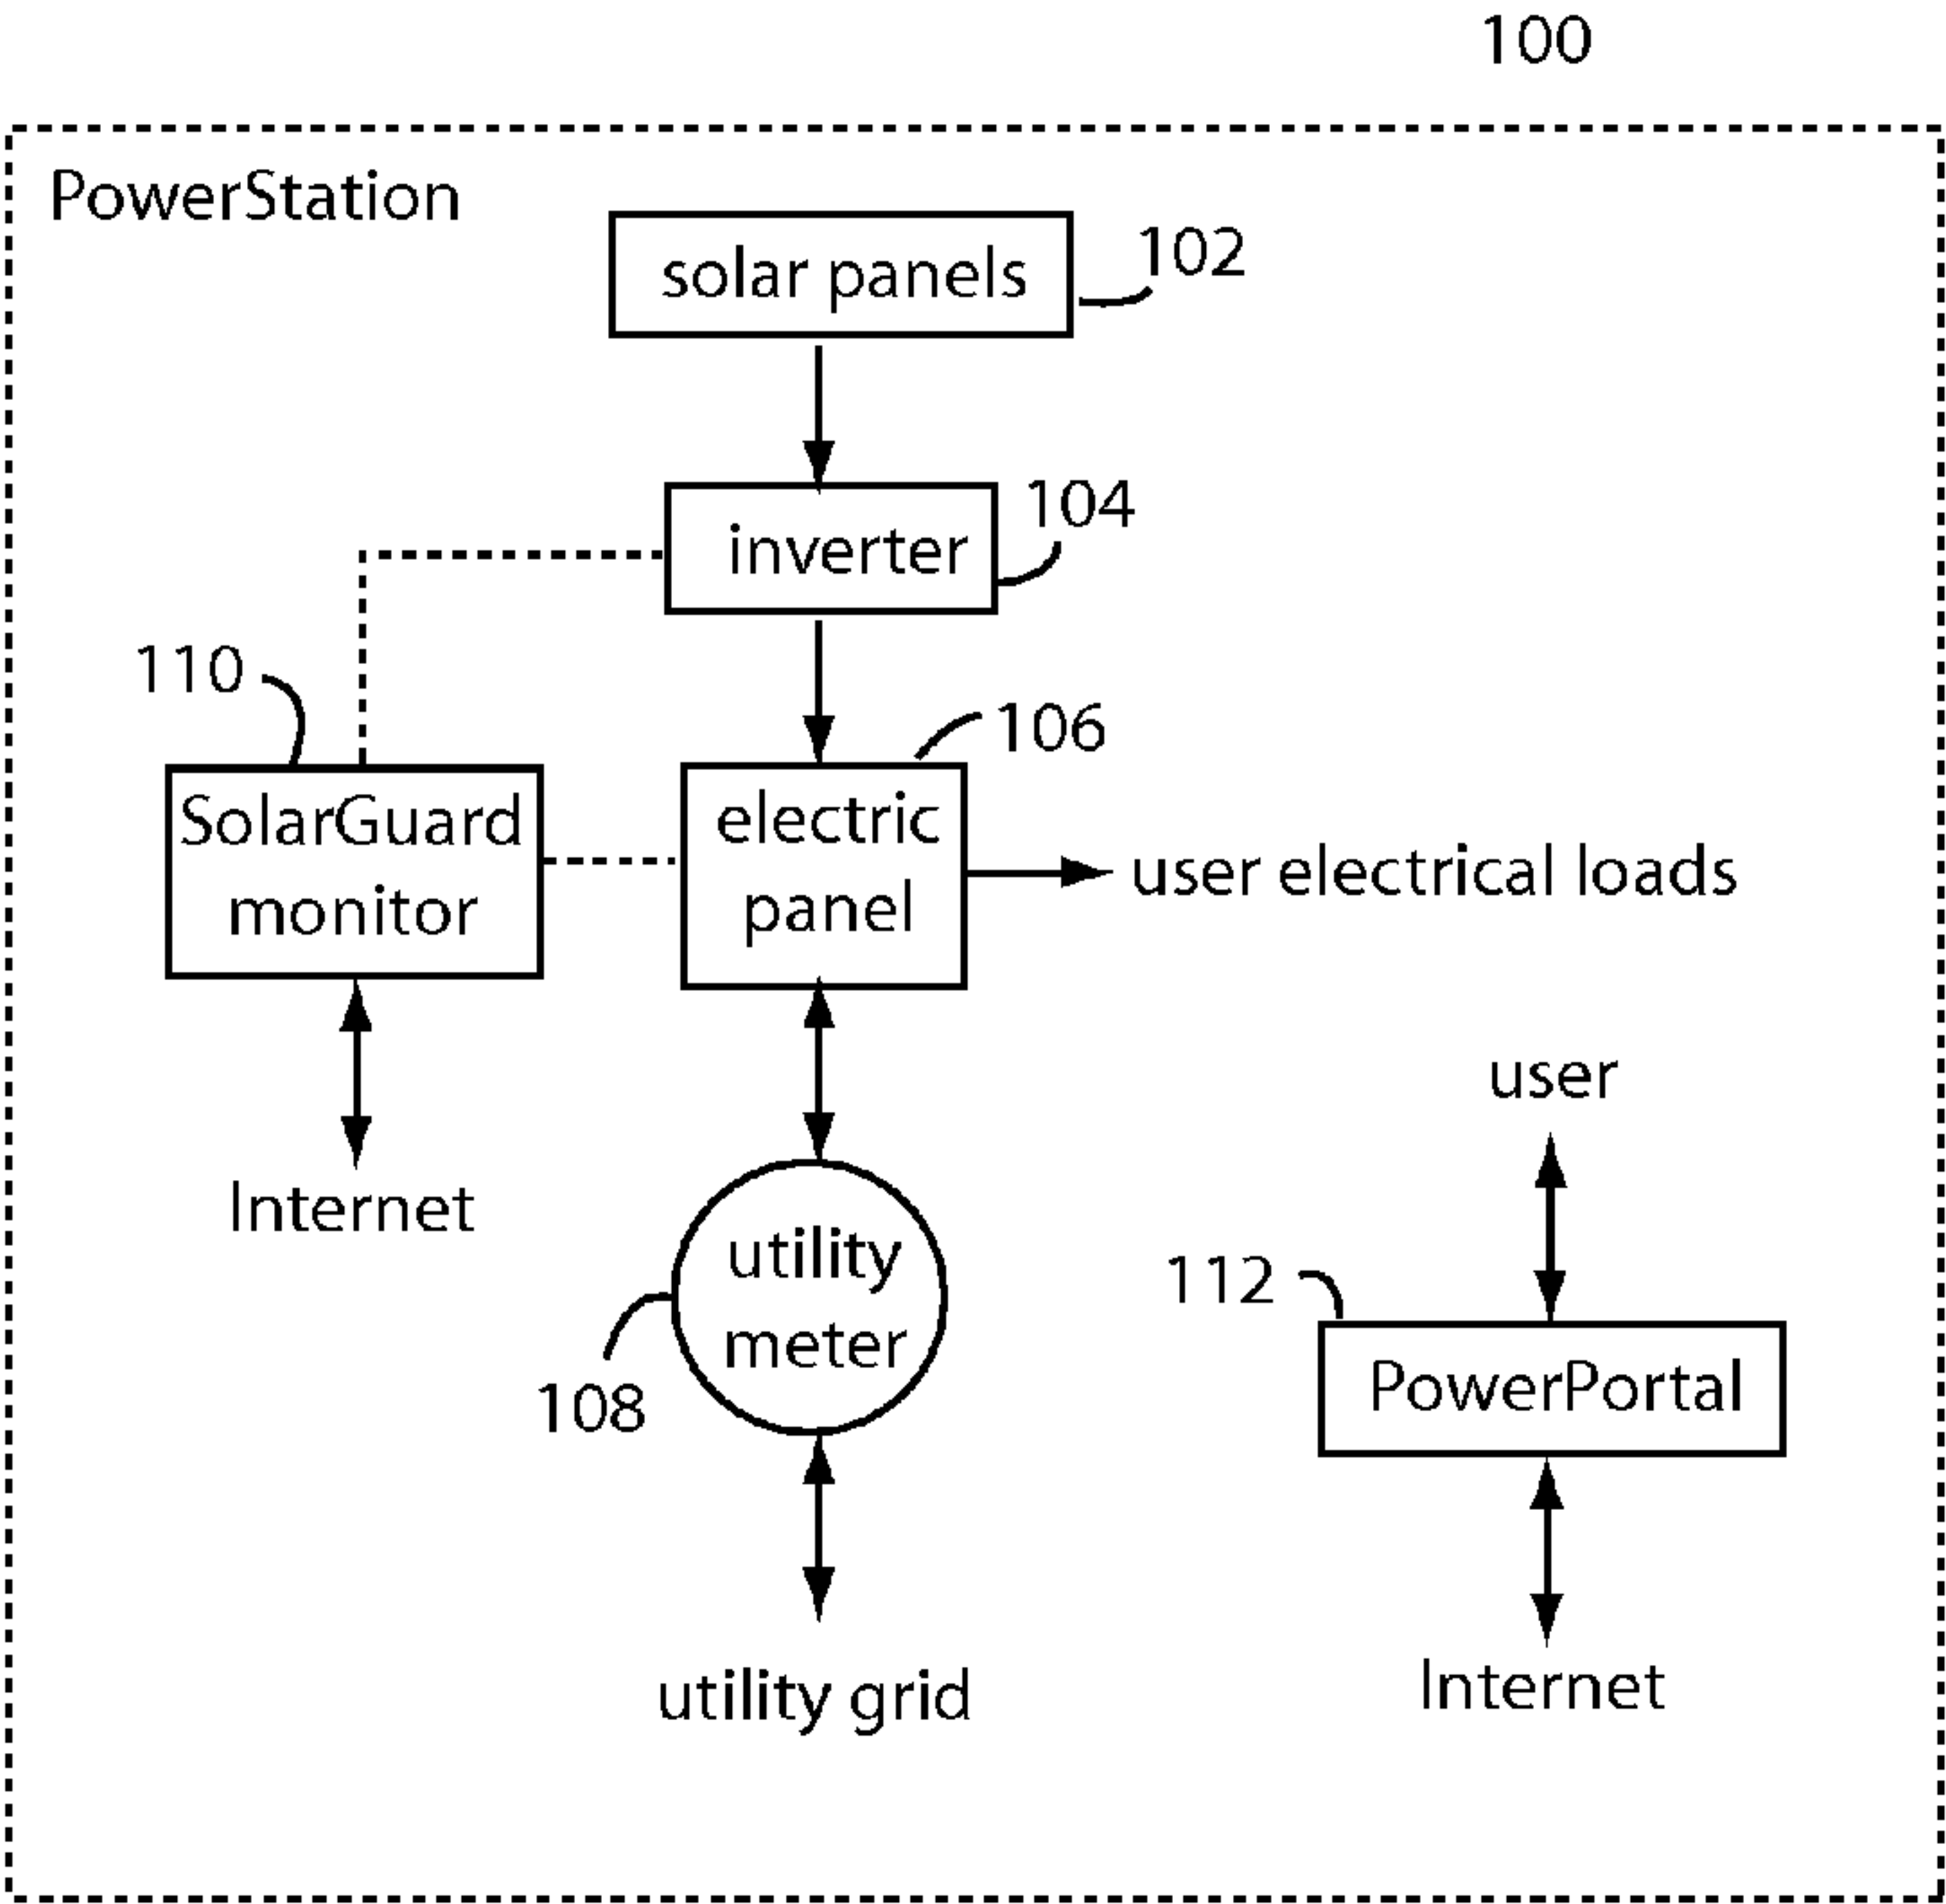 100
PowerStation
solar panels
102
inverter
104
110
106
SolarGuard
monitor
electric
panel
user electrical loads
user
Internet
utility
meter
108
112
PowerPortal
utility grid
Internet